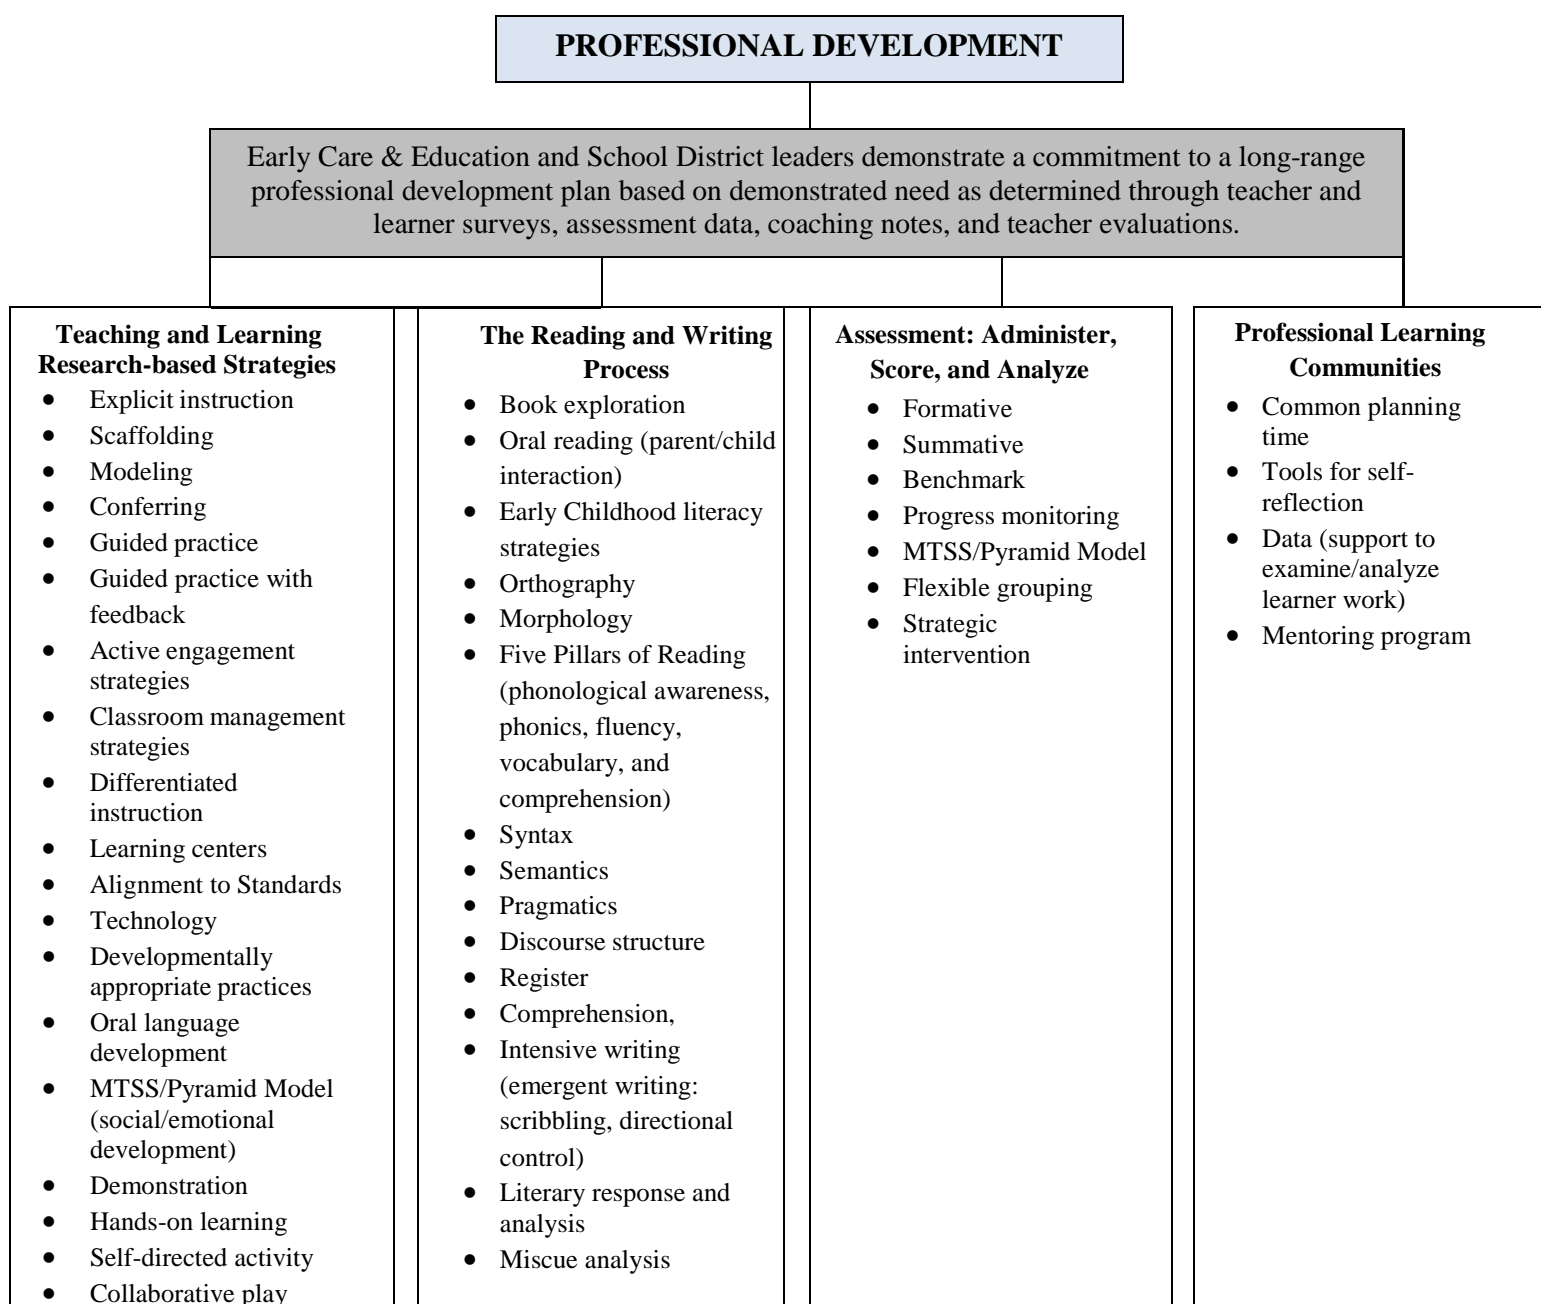 PROFESSIONAL DEVELOPMENT
Early Care & Education and School District leaders demonstrate a commitment to a long-range
professional development plan based on demonstrated need as determined through teacher and
learner surveys, assessment data, coaching notes, and teacher evaluations.
Teaching and Learning
Research-based Strategies
• Explicit instruction
• Scaffolding
• Modeling
• Conferring
• Guided practice
• Guided practice with
feedback
• Active engagement
strategies
• Classroom management
strategies
• Differentiated
instruction
• Learning centers
• Alignment to Standards
• Technology
• Developmentally
appropriate practices
• Oral language
development
• MTSS/Pyramid Model
(social/emotional
development)
• Demonstration
• Hands-on learning
• Self-directed activity
• Collaborative play
The Reading and Writing
Process
• Book exploration
• Oral reading (parent/child
interaction)
• Early Childhood literacy
strategies
• Orthography
• Morphology
• Five Pillars of Reading
(phonological awareness,
phonics, fluency,
vocabulary, and
comprehension)
• Syntax
• Semantics
• Pragmatics
• Discourse structure
• Register
• Comprehension,
• Intensive writing
(emergent writing:
scribbling, directional
control)
• Literary response and
analysis
• Miscue analysis
Assessment: Administer,
Score, and Analyze
• Formative
• Summative
• Benchmark
• Progress monitoring
• MTSS/Pyramid Model
• Flexible grouping
• Strategic
intervention
Professional Learning
Communities
• Common planning
time
• Tools for self-
reflection
• Data (support to
examine/analyze
learner work)
• Mentoring program